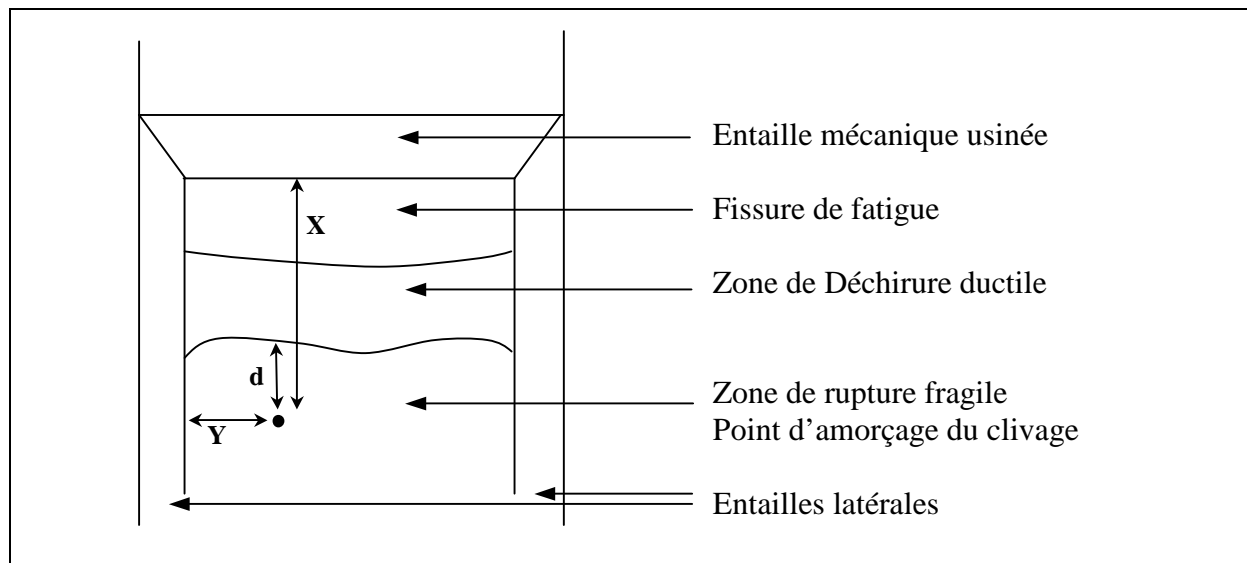 Entaille mécanique usinée
Fissure de fatigue
X
Zone de Déchirure ductile
d
Zone de rupture fragile
Point d'amorçage du clivage
Y
Entailles latérales